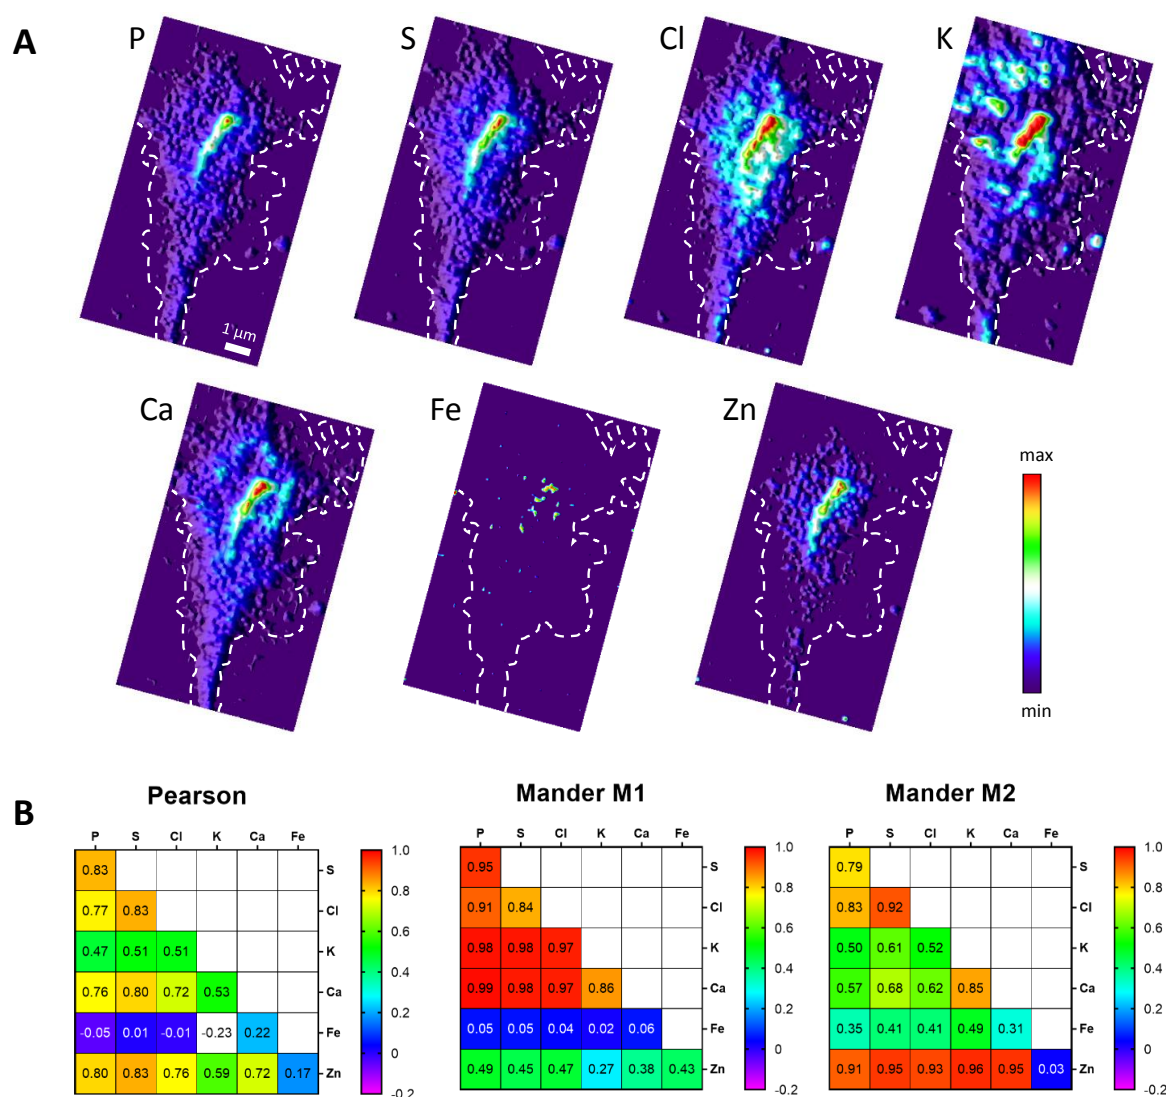 A
P
S
Cl
K
1 µm
Ca
Fe
Zn
max
min
B
Pearson
P S Cl K Ca Fe
0.83 S
0.77 0.83 Cl
0.47 0.51 0.51 K
0.76 0.80 0.72 0.53 Ca
-0.05 0.01 -0.01 -0.23 0.22 Fe
0.80 0.83 0.76 0.59 0.72 0.17 Zn
1.0
0.8
0.6
0.4
0.2
0
-0.2
Mander M1
P S Cl K Ca Fe
0.95 S
0.91 0.84 Cl
0.98 0.98 0.97 K
0.99 0.98 0.97 0.86 Ca
0.05 0.05 0.04 0.02 0.06 Fe
0.49 0.45 0.47 0.27 0.38 0.43 Zn
1.0
0.8
0.6
0.4
0.2
0
-0.2
Mander M2
P S Cl K Ca Fe
0.79 S
0.83 0.92 Cl
0.50 0.61 0.52 K
0.57 0.68 0.62 0.85 Ca
0.35 0.41 0.41 0.49 0.31 Fe
0.91 0.95 0.93 0.96 0.95 0.03 Zn
1.0
0.8
0.6
0.4
0.2
0
-0.2